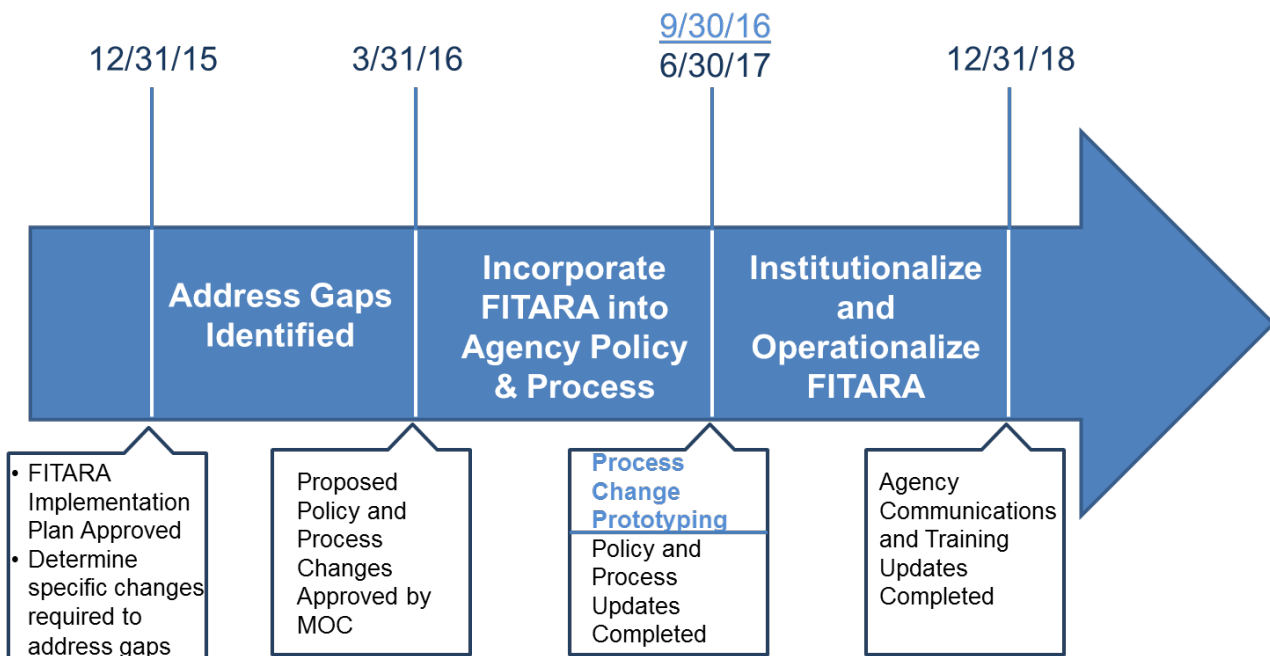 12/31/15
3/31/16
9/30/16
6/30/17
12/31/18
Address Gaps
Identified
Incorporate
FITARA into
Agency Policy
& Process
Institutionalize
and
Operationalize
FITARA
• FITARA
Implementation
Plan Approved
• Determine
specific changes
required to
address gaps
Proposed
Policy and
Process
Changes
Approved by
MOC
Process
Change
Prototyping
Policy and
Process
Updates
Completed
Agency
Communications
and Training
Updates
Completed